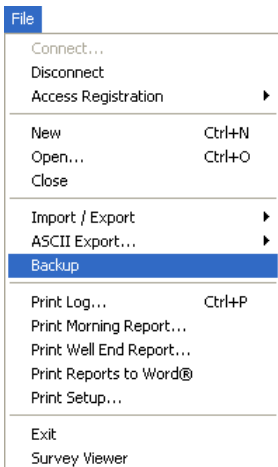 File
Connect...
Disconnect
Access Registration
New Ctrl+N
Open... Ctrl+O
Close
Import / Export
ASCII Export...
Backup
Print Log... Ctrl+P
Print Morning Report...
Print Well End Report...
Print Reports to Word®
Print Setup...
Exit
Survey Viewer